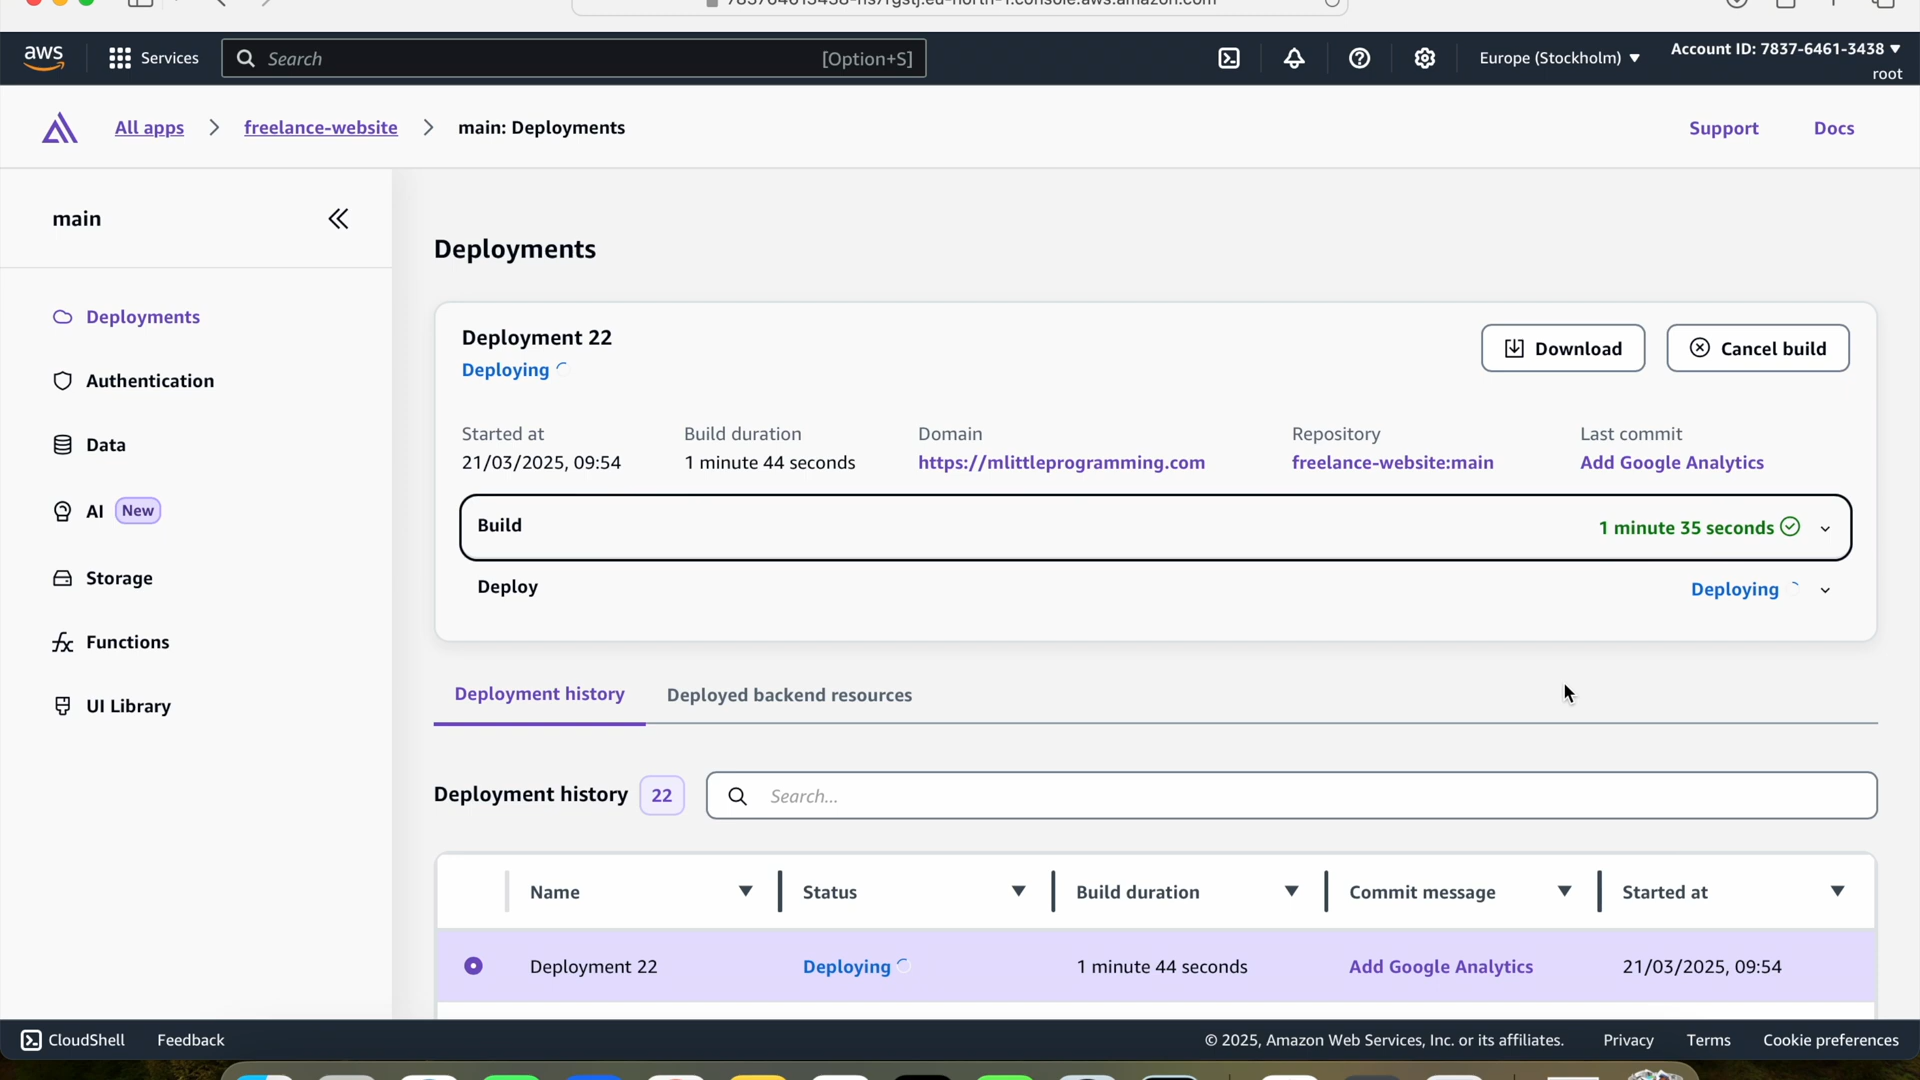 aws
Services
Search
[Option+S]
Europe (Stockholm)
Account ID: 7837-6461-3438
root
All apps
freelance-website
main: Deployments
Support
Docs
main
Deployments
Authentication
Data
AI New
Storage
Functions
UI Library
Deployments
Deployment 22
Deploying
Download
Cancel build
Started at
21/03/2025, 09:54
Build duration
1 minute 44 seconds
Domain
https://mlittleprogramming.com
Repository
freelance-website:main
Last commit
Add Google Analytics
Build
1 minute 35 seconds
Deploy
Deploying
Deployment history
Deployed backend resources
Deployment history 22
Search...
Name
Status
Build duration
Commit message
Started at
Deployment 22
Deploying
1 minute 44 seconds
Add Google Analytics
21/03/2025, 09:54
CloudShell
Feedback
© 2025, Amazon Web Services, Inc. or its affiliates.
Privacy
Terms
Cookie preferences